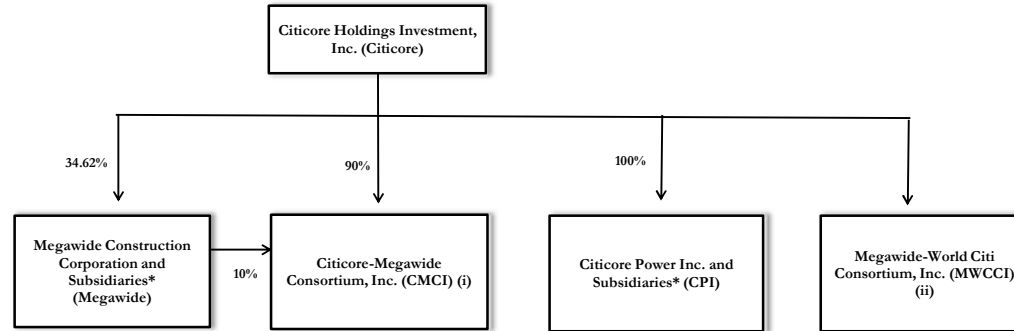 Citicore Holdings Investment,
Inc. (Citicore)
34.62%
90%
100%
Megawide Construction
Corporation and
Subsidiaries*
(Megawide)
10%
Citicore-Megawide
Consortium, Inc. (CMCI) (i)
Citicore Power Inc. and
Subsidiaries* (CPI)
Megawide-World Citi
Consortium, Inc. (MWCCI)
(ii)